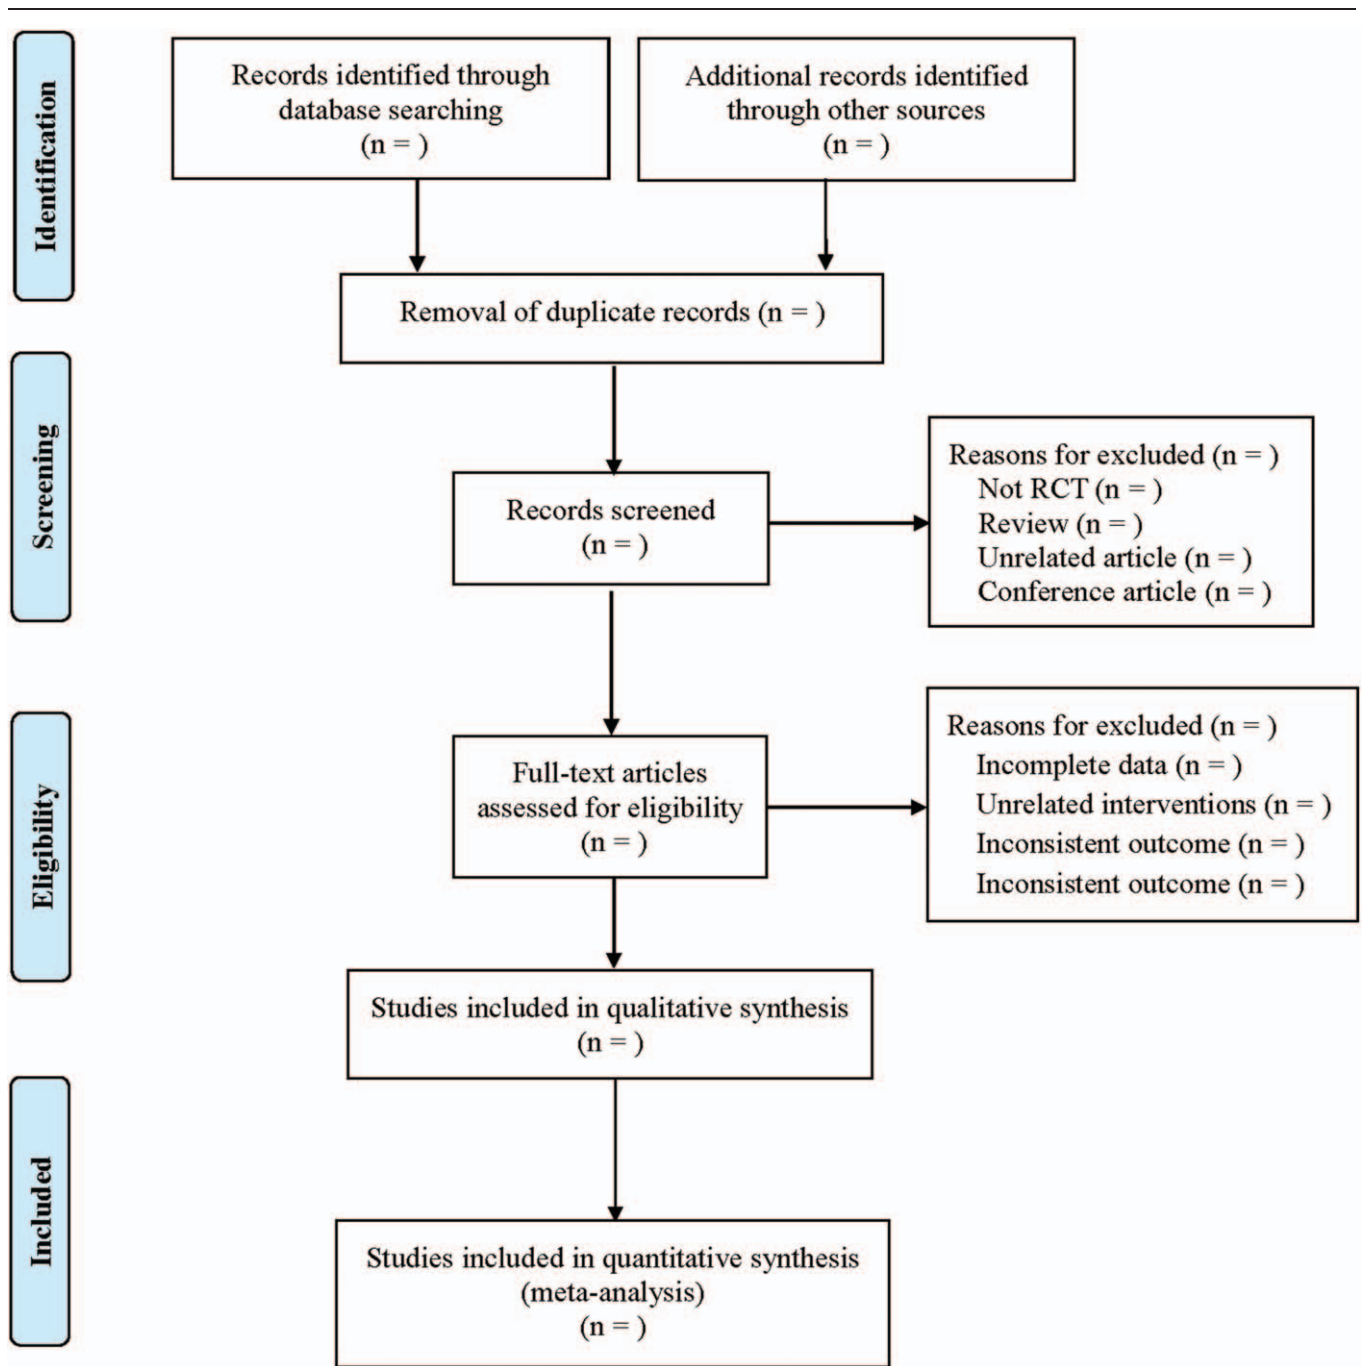 Identification
Records identified through
database searching
(n = )
Additional records identified
through other sources
(n = )
Removal of duplicate records (n = )
Screening
Records screened
(n = )
Reasons for excluded (n = )
Not RCT (n = )
Review (n = )
Unrelated article (n = )
Conference article (n = )
Eligibility
Full-text articles
assessed for eligibility
(n = )
Reasons for excluded (n = )
Incomplete data (n = )
Unrelated interventions (n = )
Inconsistent outcome (n = )
Inconsistent outcome (n = )
Studies included in qualitative synthesis
(n = )
Included
Studies included in quantitative synthesis
(meta-analysis)
(n = )